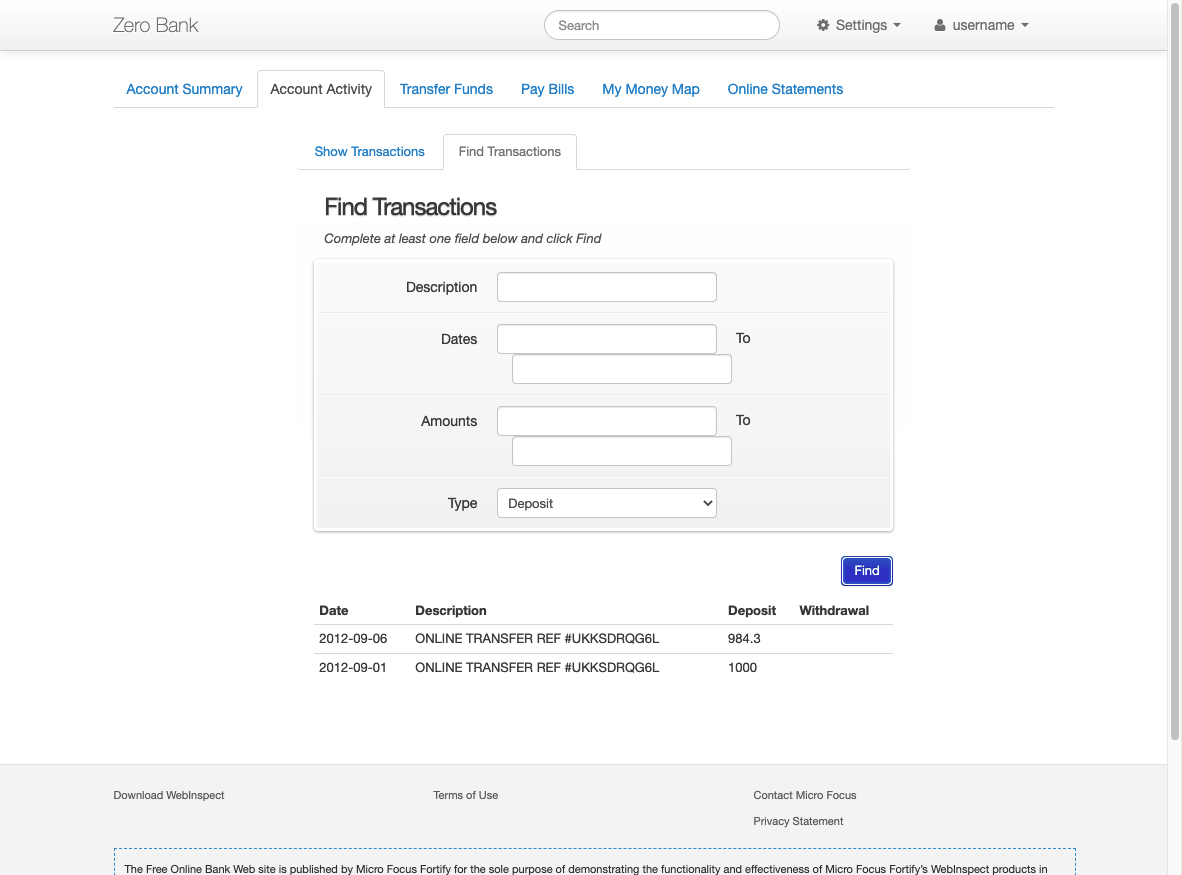 Zero Bank
Search
Settings
username
Account Summary
Account Activity
Transfer Funds
Pay Bills
My Money Map
Online Statements
Show Transactions
Find Transactions
Find Transactions
Complete at least one field below and click Find
Description
Dates
To
Amounts
To
Type
Deposit
Find
Date Description Deposit Withdrawal
2012-09-06 ONLINE TRANSFER REF #UKKSDRQG6L 984.3
2012-09-01 ONLINE TRANSFER REF #UKKSDRQG6L 1000
Download WebInspect
Terms of Use
Contact Micro Focus
Privacy Statement
The Free Online Bank Web site is published by Micro Focus Fortify for the sole purpose of demonstrating the functionality and effectiveness of Micro Focus Fortify's WebInspect products in